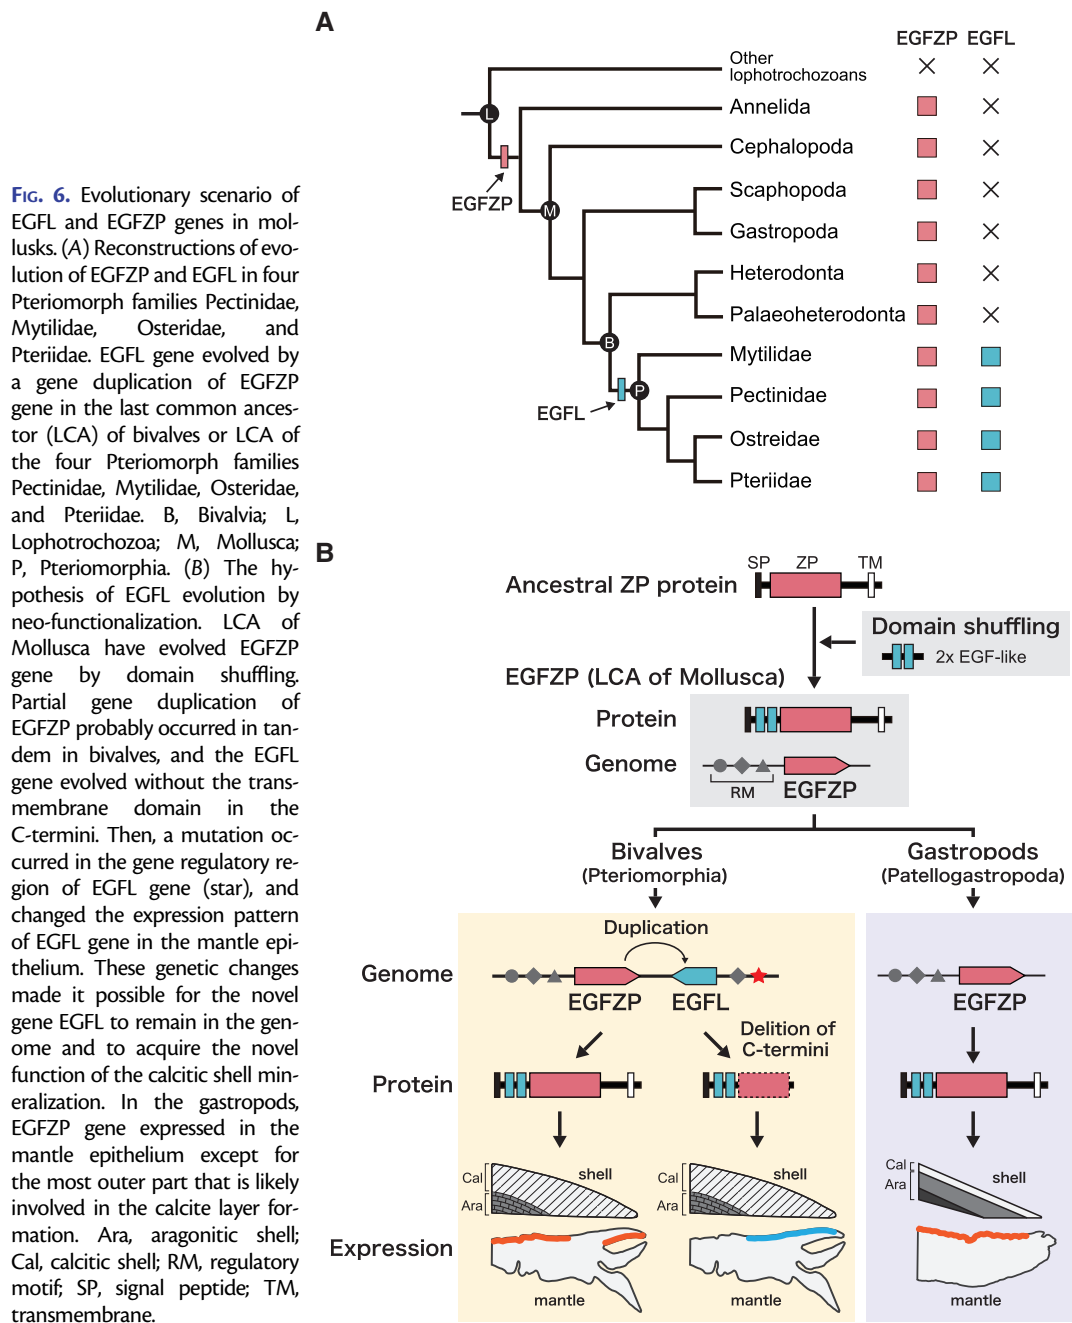 FIG. 6. Evolutionary scenario of
EGFL and EGFZP genes in mol-
lusks. (A) Reconstructions of evo-
lution of EGFZP and EGFL in four
Pteriomorph families Pectinidae,
Mytilidae, Osteridae, and
Pteriidae. EGFL gene evolved by
a gene duplication of EGFZP
gene in the last common ances-
tor (LCA) of bivalves or LCA of
the four Pteriomorph families
Pectinidae, Mytilidae, Osteridae,
and Pteriidae. B, Bivalvia; L,
Lophotrochozoa; M, Mollusca;
P, Pteriomorphia. (B) The hy-
pothesis of EGFL evolution by
neo-functionalization. LCA of
Mollusca have evolved EGFZP
gene by domain shuffling.
Partial gene duplication of
EGFZP probably occurred in tan-
dem in bivalves, and the EGFL
gene evolved without the trans-
membrane domain in the
C-termini. Then, a mutation oc-
curred in the gene regulatory re-
gion of EGFL gene (star), and
changed the expression pattern
of EGFL gene in the mantle epi-
thelium. These genetic changes
made it possible for the novel
gene EGFL to remain in the gen-
ome and to acquire the novel
function of the calcitic shell min-
eralization. In the gastropods,
EGFZP gene expressed in the
mantle epithelium except for
the most outer part that is likely
involved in the calcite layer for-
mation. Ara, aragonitic shell;
Cal, calcitic shell; RM, regulatory
motif; SP, signal peptide; TM,
transmembrane.
A
EGFZP EGFL
Other
lophotrochozoans
L
Annelida
Cephalopoda
EGFZP
M
Scaphopoda
Gastropoda
Heterodonta
Palaeoheterodonta
B
Mytilidae
P
Pectinidae
EGFL
Ostreidae
Pteriidae
B
SP ZP TM
Ancestral ZP protein
Domain shuffling
2x EGF-like
EGFZP (LCA of Mollusca)
Protein
Genome
RM EGFZP
Bivalves
(Pteriomorphia)
Gastropods
(Patellogastropoda)
Duplication
Genome
EGFZP EGFL
EGFZP
Delition of
C-termini
Protein
Cal shell
Ara
Cal shell
Ara
Cal shell
Ara
Expression
mantle mantle mantle